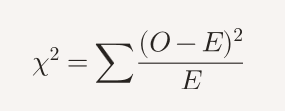 χ² = ∑ (O – E)² / E